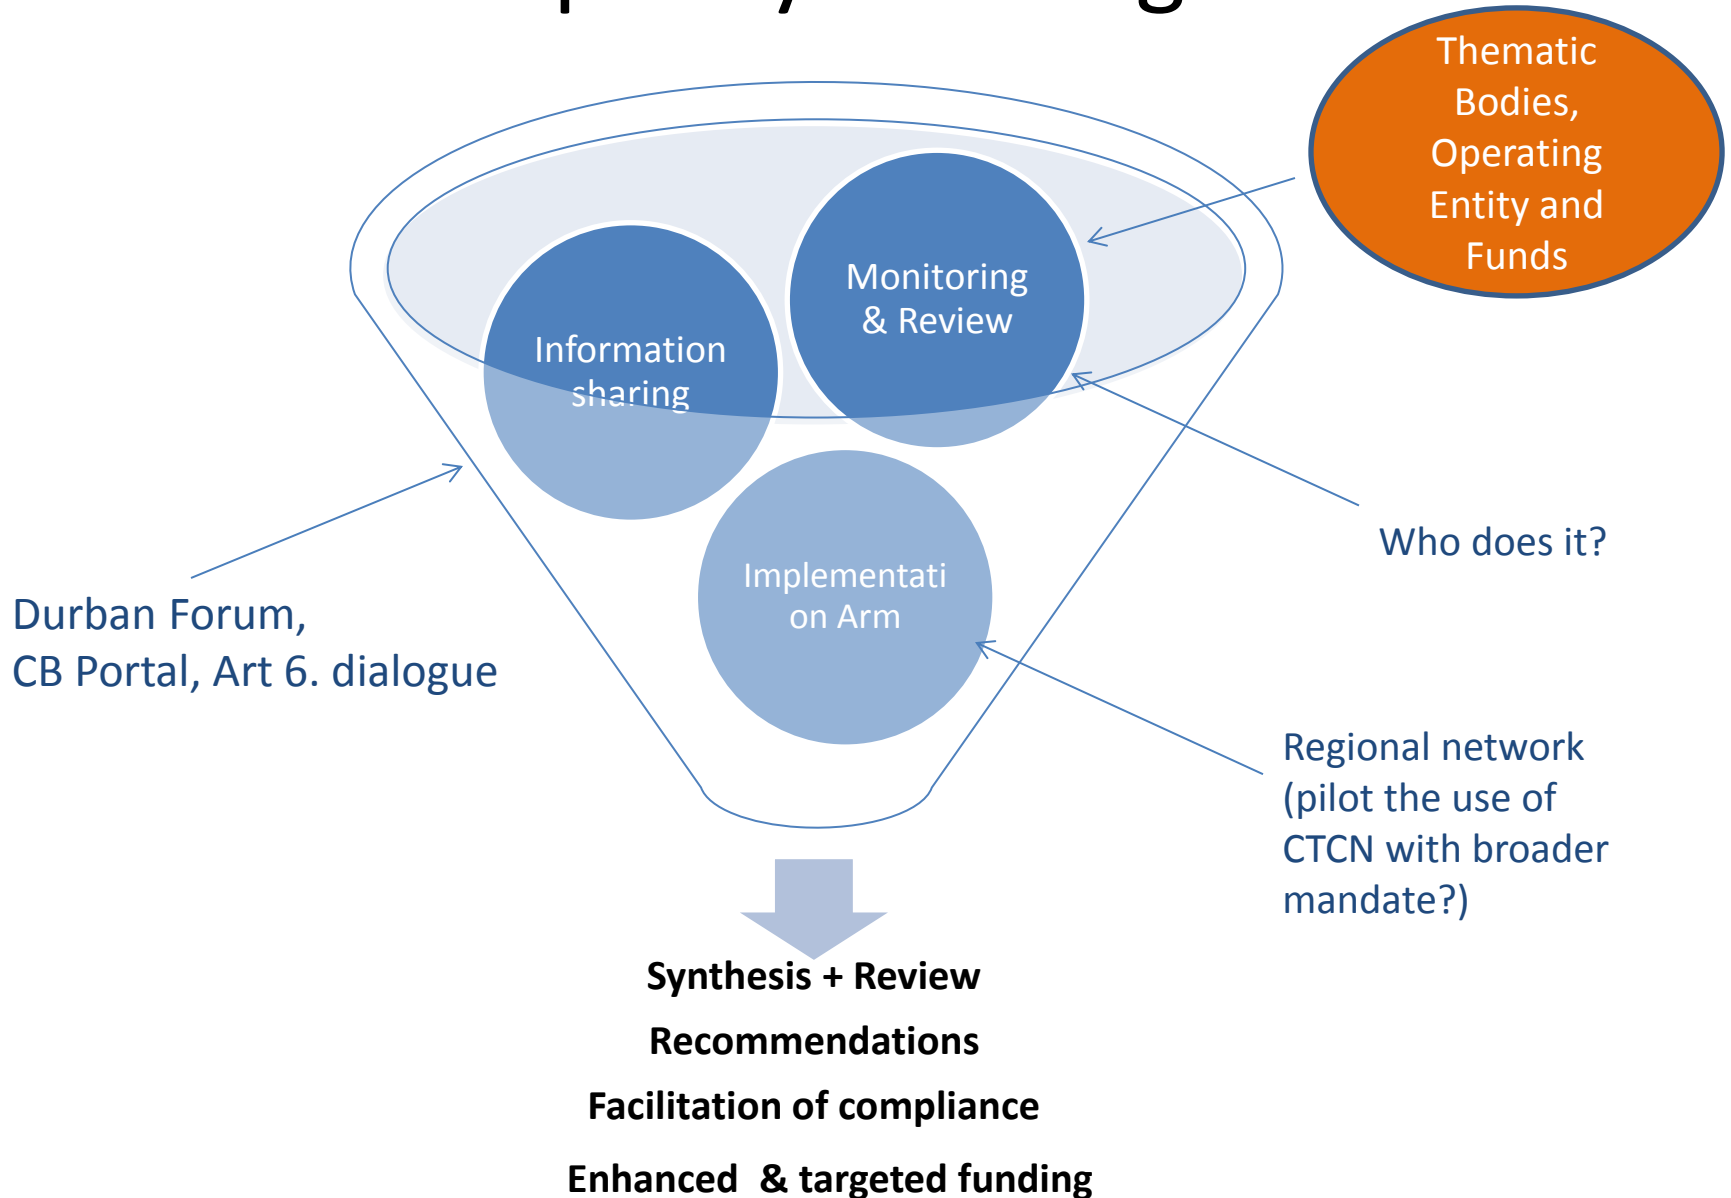 Thematic
Bodies,
Operating
Entity and
Funds
Monitoring
& Review
Information
sharing
Who does it?
Implementati
on Arm
Durban Forum,
CB Portal, Art 6. dialogue
Regional network
(pilot the use of
CTCN with broader
mandate?)
Synthesis + Review
Recommendations
Facilitation of compliance
Enhanced & targeted funding